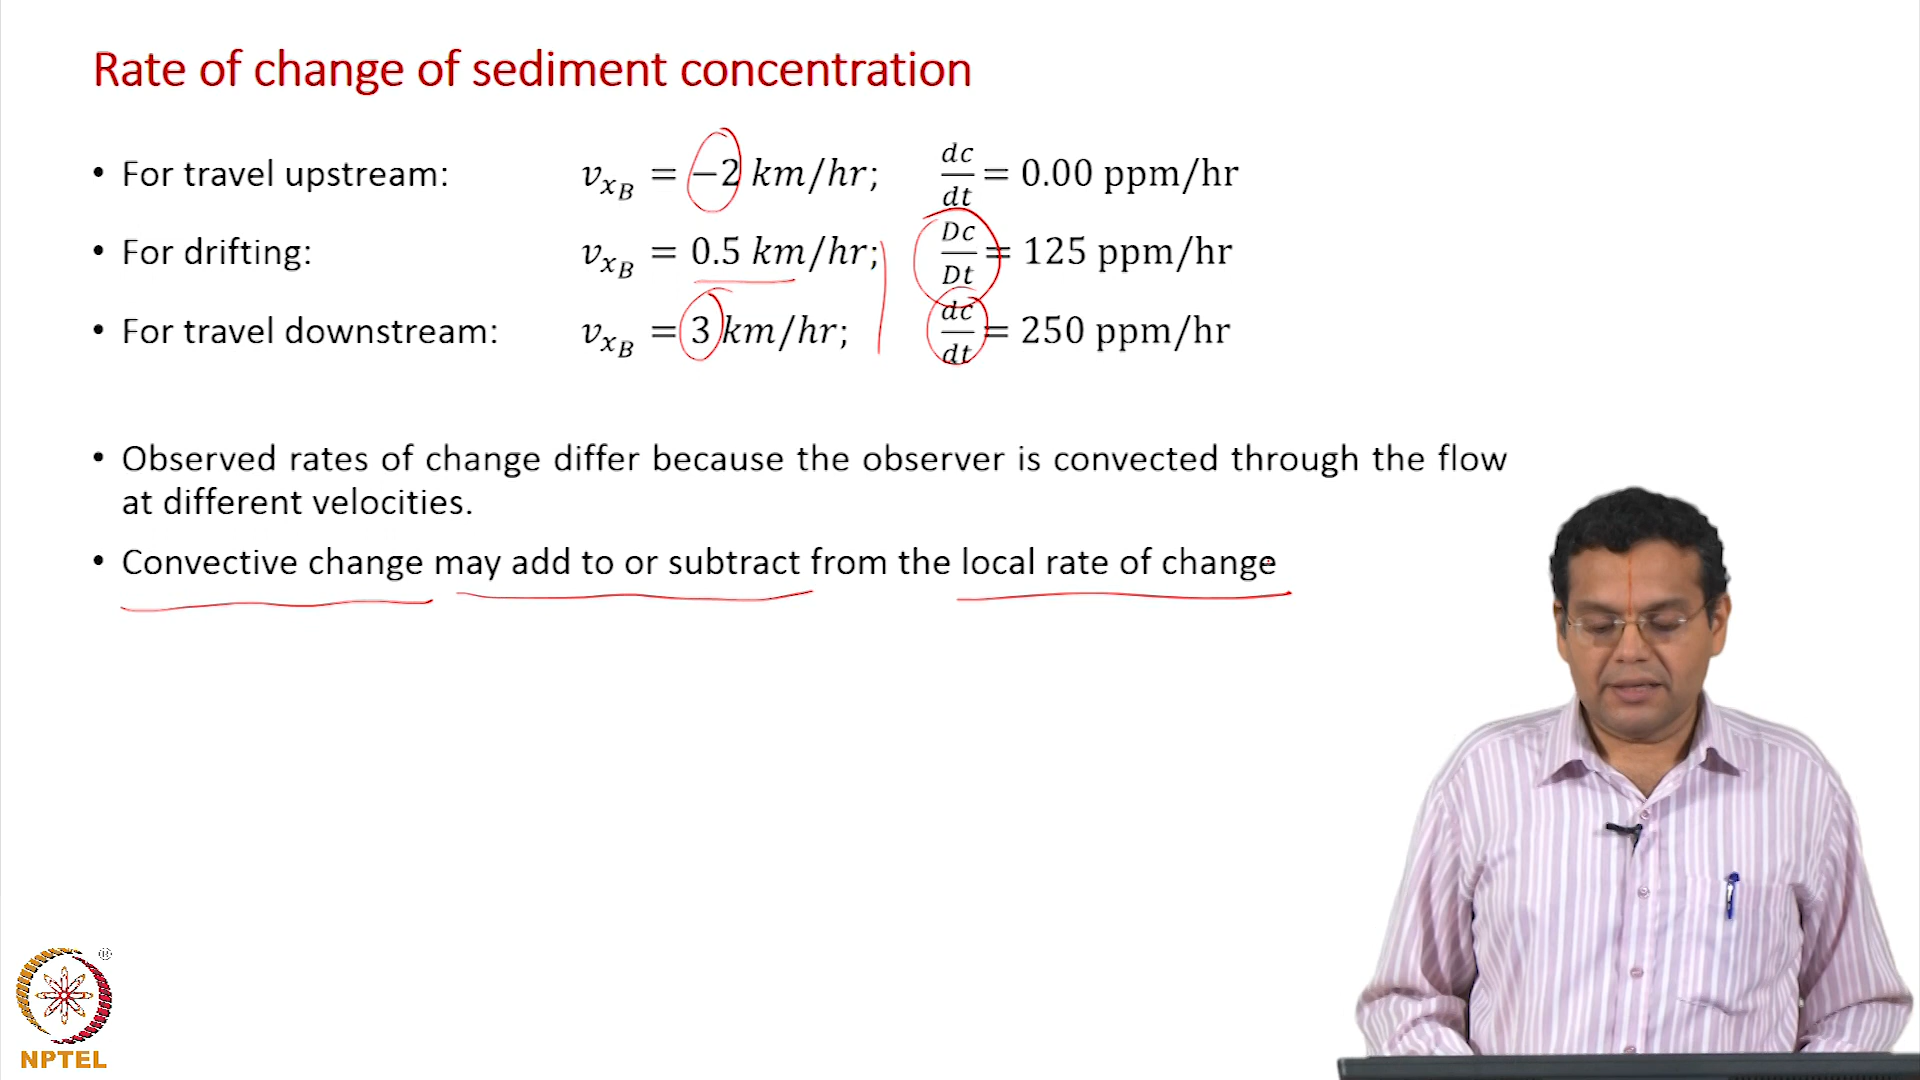 Rate of change of sediment concentration
• For travel upstream: v_{x_B} = −2 km/hr; dc/dt = 0.00 ppm/hr
• For drifting: v_{x_B} = 0.5 km/hr; Dc/Dt = 125 ppm/hr
• For travel downstream: v_{x_B} = 3 km/hr; dc/dt = 250 ppm/hr
• Observed rates of change differ because the observer is convected through the flow
at different velocities.
• Convective change may add to or subtract from the local rate of change
®
NPTEL